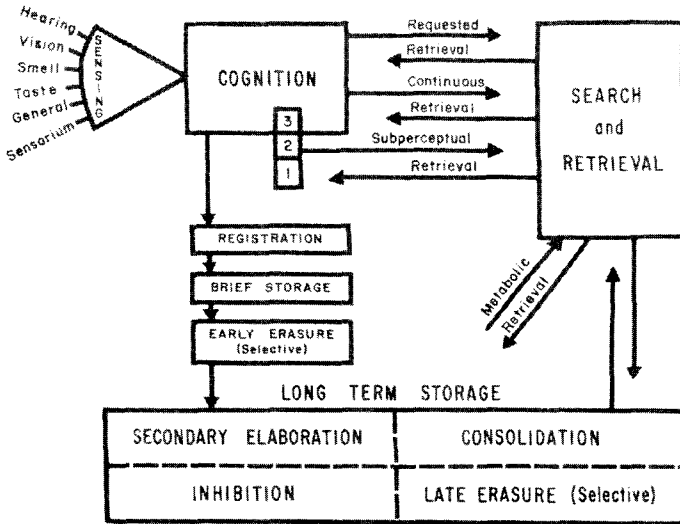 Hearing
Vision
Smell
Taste
General
Sensorium
SENSING
COGNITION
3
2
1
Requested
Retrieval
Continuous
Retrieval
Subperceptual
Retrieval
SEARCH
and
RETRIEVAL
Metabolic
Retrieval
REGISTRATION
BRIEF STORAGE
EARLY ERASURE
(Selective)
LONG TERM STORAGE
SECONDARY ELABORATION
CONSOLIDATION
INHIBITION
LATE ERASURE (Selective)